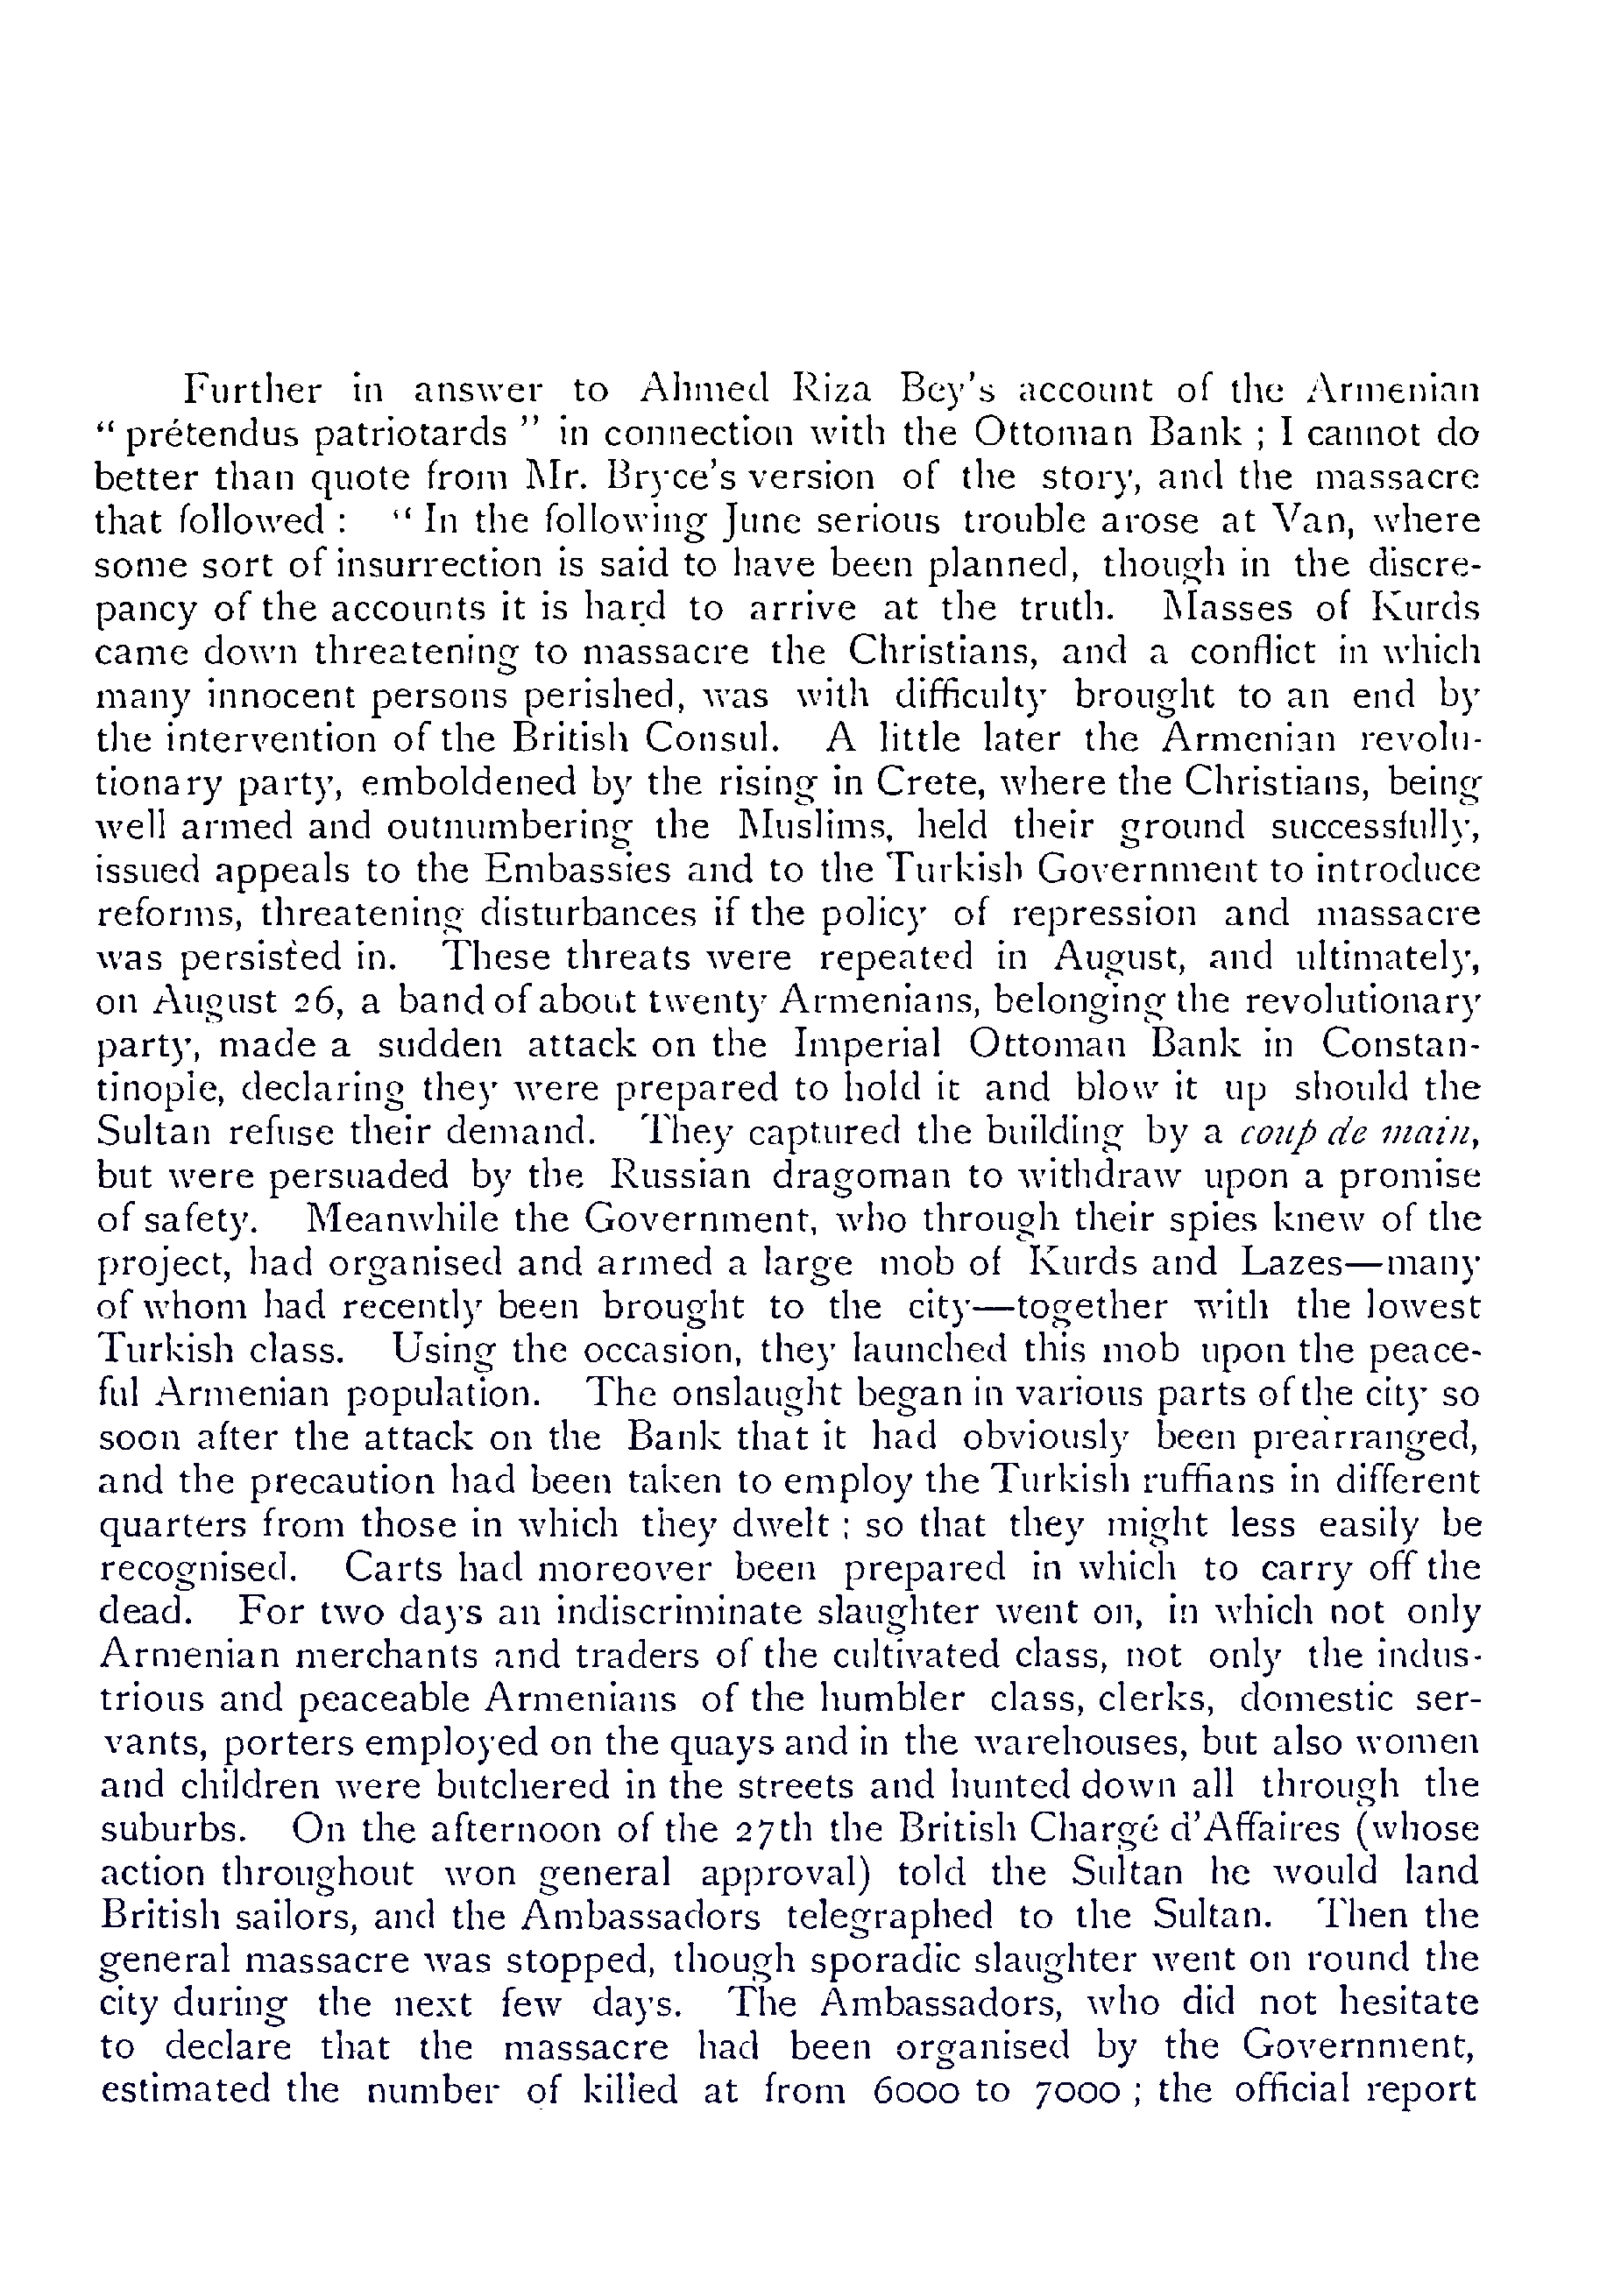 Further in answer to Ahmed Riza Bey's account of the Armenian
“ prétendus patriotards ” in connection with the Ottoman Bank ; I cannot do
better than quote from Mr. Bryce's version of the story, and the massacre
that followed : “ In the following June serious trouble arose at Van, where
some sort of insurrection is said to have been planned, though in the discre-
pancy of the accounts it is hard to arrive at the truth. Masses of Kurds
came down threatening to massacre the Christians, and a conflict in which
many innocent persons perished, was with difficulty brought to an end by
the intervention of the British Consul. A little later the Armenian revolu-
tionary party, emboldened by the rising in Crete, where the Christians, being
well armed and outnumbering the Muslims, held their ground successfully,
issued appeals to the Embassies and to the Turkish Government to introduce
reforms, threatening disturbances if the policy of repression and massacre
was persisted in. These threats were repeated in August, and ultimately,
on August 26, a band of about twenty Armenians, belonging the revolutionary
party, made a sudden attack on the Imperial Ottoman Bank in Constan-
tinople, declaring they were prepared to hold it and blow it up should the
Sultan refuse their demand. They captured the building by a coup de main,
but were persuaded by the Russian dragoman to withdraw upon a promise
of safety. Meanwhile the Government, who through their spies knew of the
project, had organised and armed a large mob of Kurds and Lazes—many
of whom had recently been brought to the city—together with the lowest
Turkish class. Using the occasion, they launched this mob upon the peace-
ful Armenian population. The onslaught began in various parts of the city so
soon after the attack on the Bank that it had obviously been prearranged,
and the precaution had been taken to employ the Turkish ruffians in different
quarters from those in which they dwelt ; so that they might less easily be
recognised. Carts had moreover been prepared in which to carry off the
dead. For two days an indiscriminate slaughter went on, in which not only
Armenian merchants and traders of the cultivated class, not only the indus-
trious and peaceable Armenians of the humbler class, clerks, domestic ser-
vants, porters employed on the quays and in the warehouses, but also women
and children were butchered in the streets and hunted down all through the
suburbs. On the afternoon of the 27th the British Chargé d'Affaires (whose
action throughout won general approval) told the Sultan he would land
British sailors, and the Ambassadors telegraphed to the Sultan. Then the
general massacre was stopped, though sporadic slaughter went on round the
city during the next few days. The Ambassadors, who did not hesitate
to declare that the massacre had been organised by the Government,
estimated the number of killed at from 6000 to 7000 ; the official report